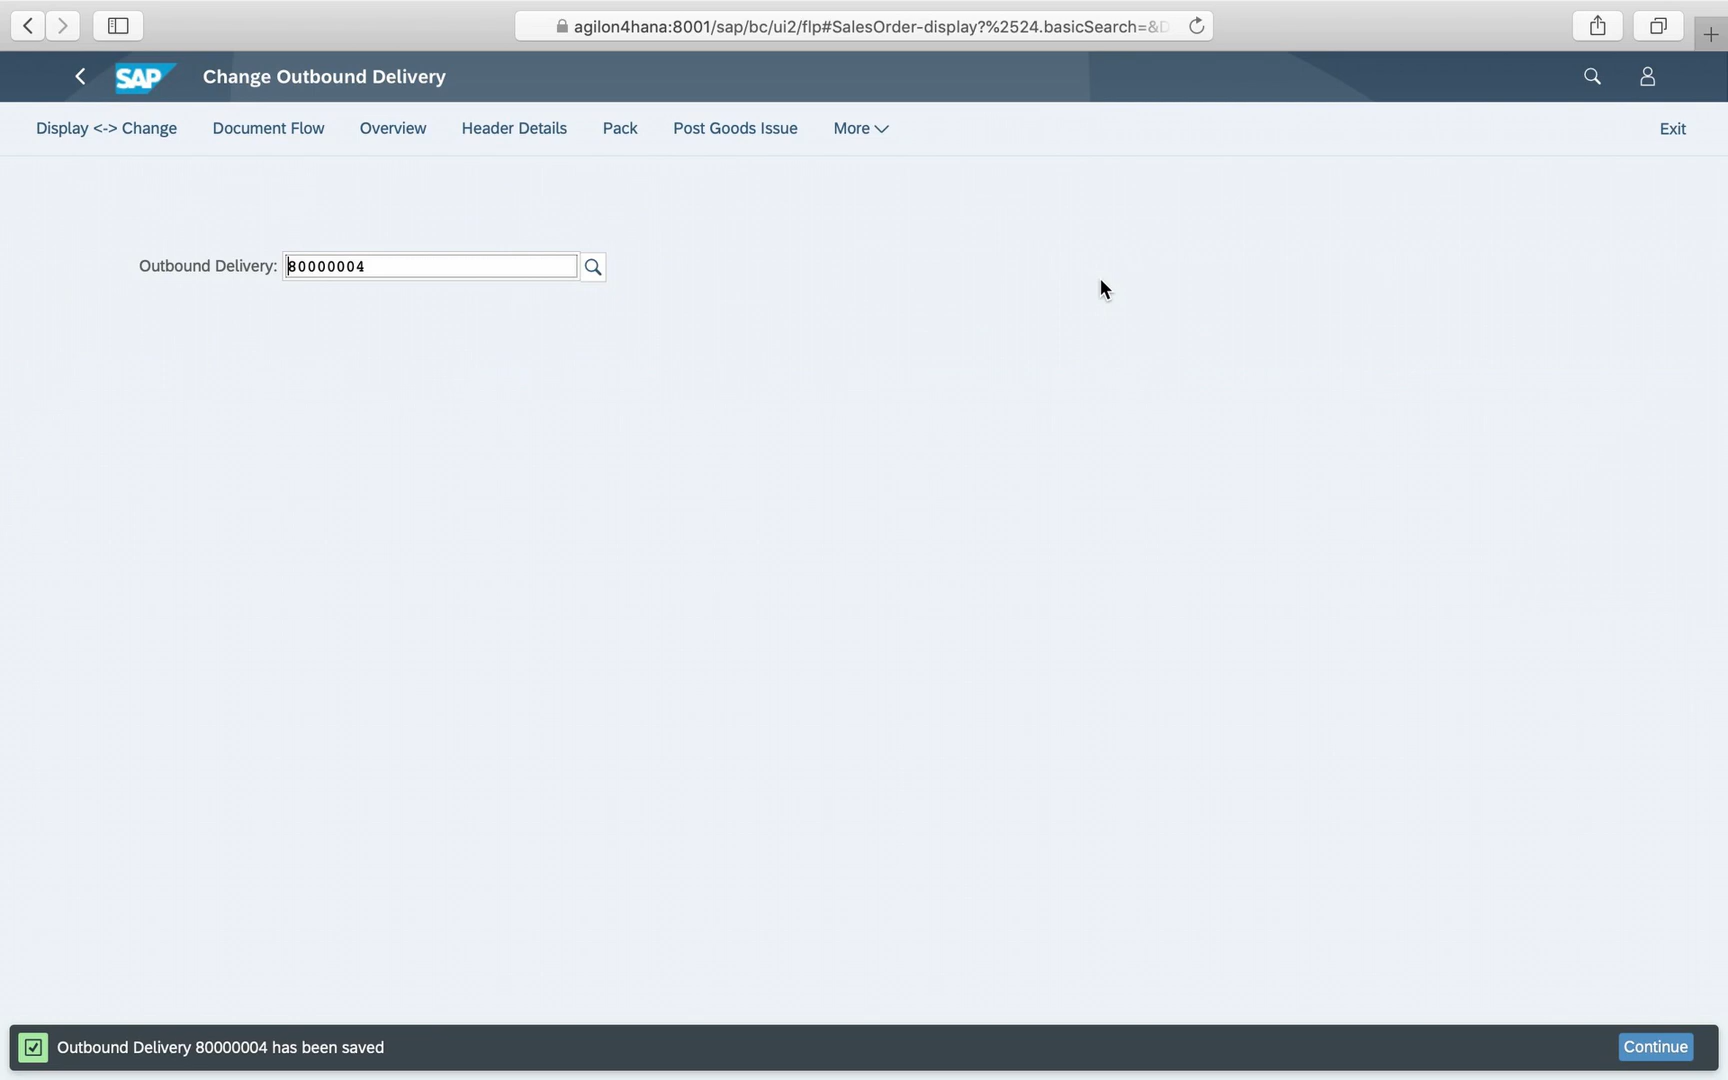 agilon4hana:8001/sap/bc/ui2/flp#SalesOrder-display?%2524.basicSearch=&D
SAP Change Outbound Delivery
Display <-> Change Document Flow Overview Header Details Pack Post Goods Issue More Exit
Outbound Delivery: 80000004
Outbound Delivery 80000004 has been saved Continue